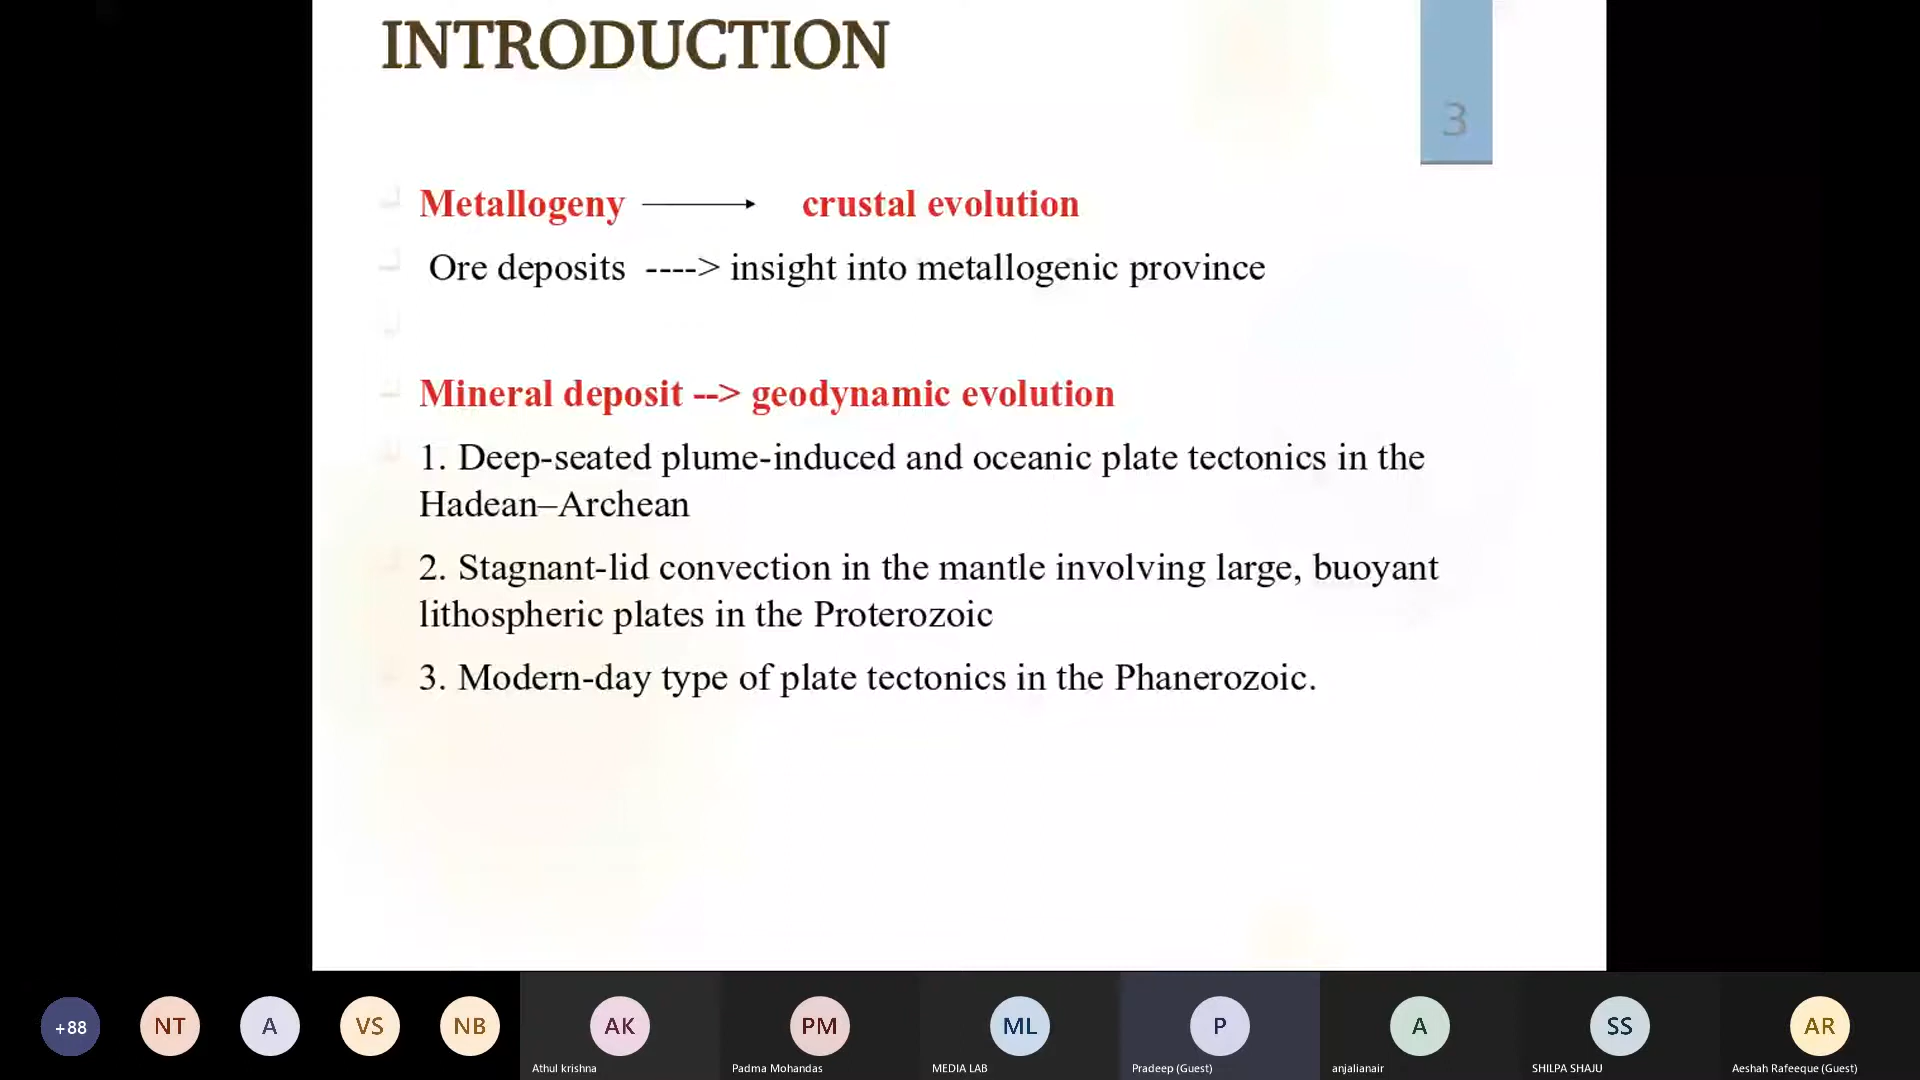 INTRODUCTION
3
Metallogeny → crustal evolution
Ore deposits ----> insight into metallogenic province
Mineral deposit --> geodynamic evolution
1. Deep-seated plume-induced and oceanic plate tectonics in the
Hadean–Archean
2. Stagnant-lid convection in the mantle involving large, buoyant
lithospheric plates in the Proterozoic
3. Modern-day type of plate tectonics in the Phanerozoic.
+88
NT
A
VS
NB
AK
PM
ML
P
A
SS
AR
Athul krishna
Padma Mohandas
MEDIA LAB
Pradeep (Guest)
anjalianair
SHILPA SHAJU
Aeshah Rafeeque (Guest)